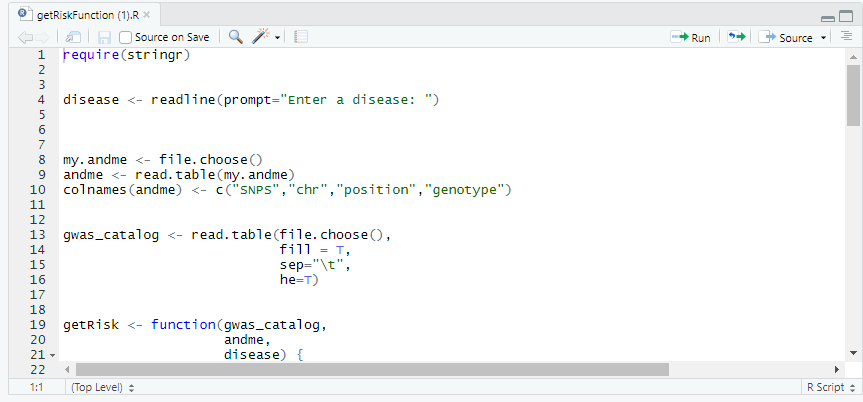 getRiskFunction (1).R
Source on Save
Run
Source
1 require(stringr)
2
3
4 disease <- readline(prompt="Enter a disease: ")
5
6
7
8 my.andme <- file.choose()
9 andme <- read.table(my.andme)
10 colnames(andme) <- c("SNPS","chr","position","genotype")
11
12
13 gwas_catalog <- read.table(file.choose(),
14 fill = T,
15 sep="\t",
16 he=T)
17
18
19 getRisk <- function(gwas_catalog,
20 andme,
21 disease) {
22
1:1 (Top Level) R Script